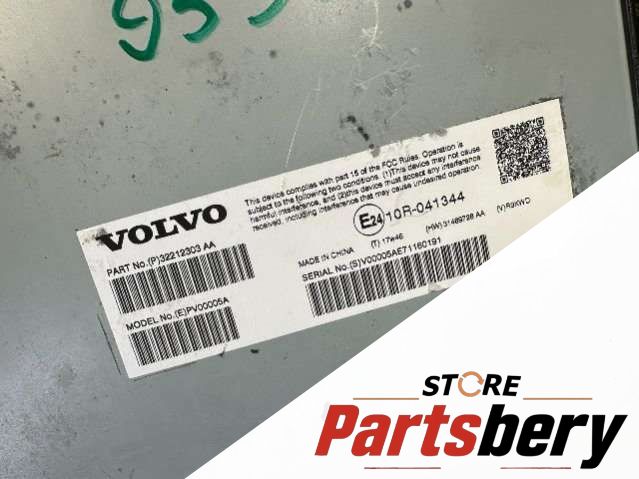 95
VOLVO
This device complies with part 15 of the FCC Rules. Operation is
subject to the following two conditions: (1)This device may not cause
harmful interference, and (2)this device must accept any interference
received, including interference that may cause undesired operation.
E24 10R-041344
PART No.(P)32212303 AA
MADE IN CHINA (T) 17w46 (HW)31489728 AA (V)R9KWD
SERIAL No.(S)V00005AE71160191
MODEL No.(E)PV00005A
STORE
Partsbery